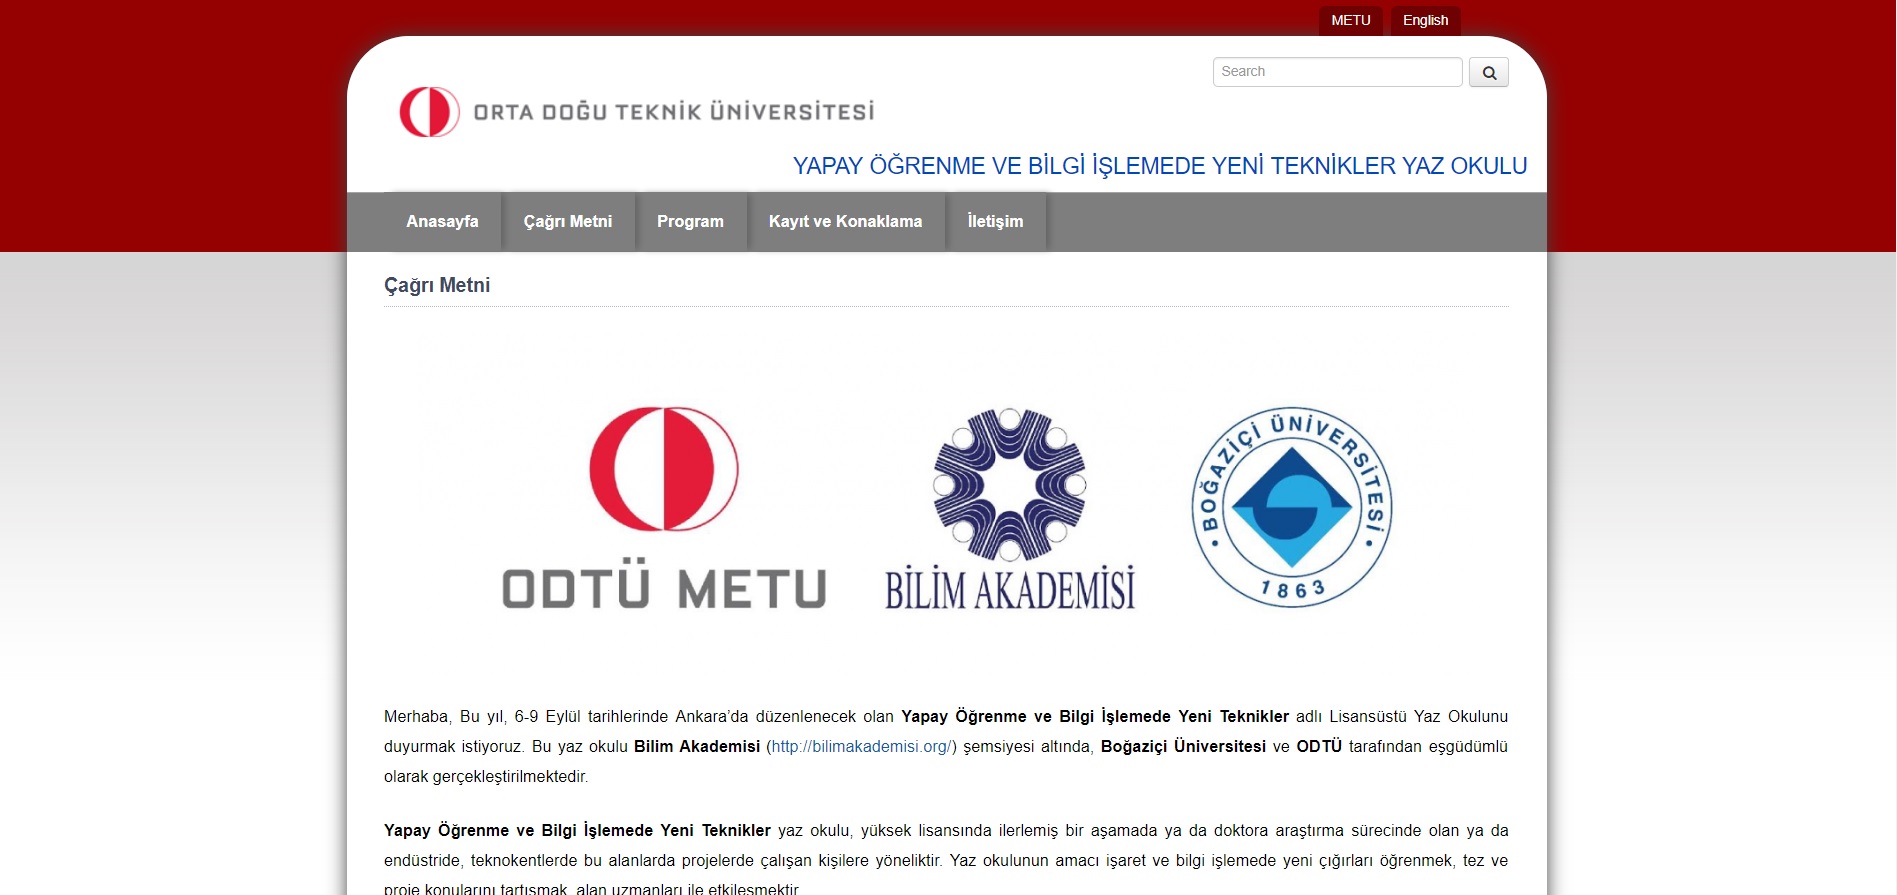 METU
English
Search
ORTA DOĞU TEKNİK ÜNİVERSİTESİ
YAPAY ÖĞRENME VE BİLGİ İŞLEMEDE YENİ TEKNİKLER YAZ OKULU
Anasayfa Çağrı Metni Program Kayıt ve Konaklama İletişim
Çağrı Metni
ODTÜ METU
BİLİM AKADEMİSİ
• BOĞAZİÇİ ÜNİVERSİTESİ •
1863
Merhaba, Bu yıl, 6-9 Eylül tarihlerinde Ankara’da düzenlenecek olan Yapay Öğrenme ve Bilgi İşlemede Yeni Teknikler adlı Lisansüstü Yaz Okulunu
duyurmak istiyoruz. Bu yaz okulu Bilim Akademisi (http://bilimakademisi.org/) şemsiyesi altında, Boğaziçi Üniversitesi ve ODTÜ tarafından eşgüdümlü
olarak gerçekleştirilmektedir.
Yapay Öğrenme ve Bilgi İşlemede Yeni Teknikler yaz okulu, yüksek lisansında ilerlemiş bir aşamada ya da doktora araştırma sürecinde olan ya da
endüstride, teknokentlerde bu alanlarda projelerde çalışan kişilere yöneliktir. Yaz okulunun amacı işaret ve bilgi işlemede yeni çığırları öğrenmek, tez ve
proje konularını tartışmak, alan uzmanları ile etkileşmektir.